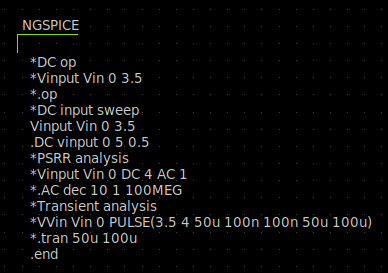 NGSPICE
*DC op
*Vinput Vin 0 3.5
*.op
*DC input sweep
Vinput Vin 0 3.5
.DC vinput 0 5 0.5
*PSRR analysis
*Vinput Vin 0 DC 4 AC 1
*.AC dec 10 1 100MEG
*Transient analysis
*VVin Vin 0 PULSE(3.5 4 50u 100n 100n 50u 100u)
*.tran 50u 100u
.end